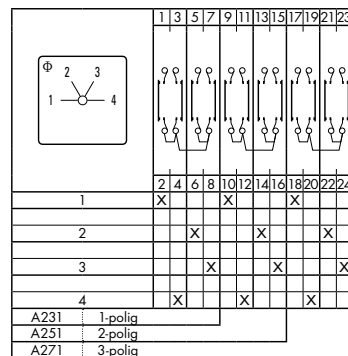 1 3 5 7 9 11 13 15 17 19 21 23
Φ
2 3
1 4
2 4 6 8 10 12 14 16 18 20 22 24
1 X X X
2 X X X
3 X X X
4 X X X
A231 1-polig
A251 2-polig
A271 3-polig